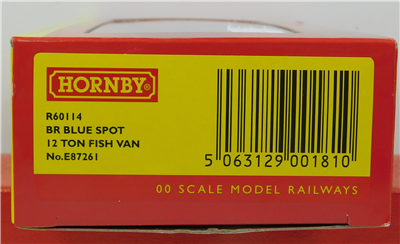 HORNBY®
R60114
BR BLUE SPOT
12 TON FISH VAN
No.E87261
5 063129 001810
00 SCALE MODEL RAILWAYS